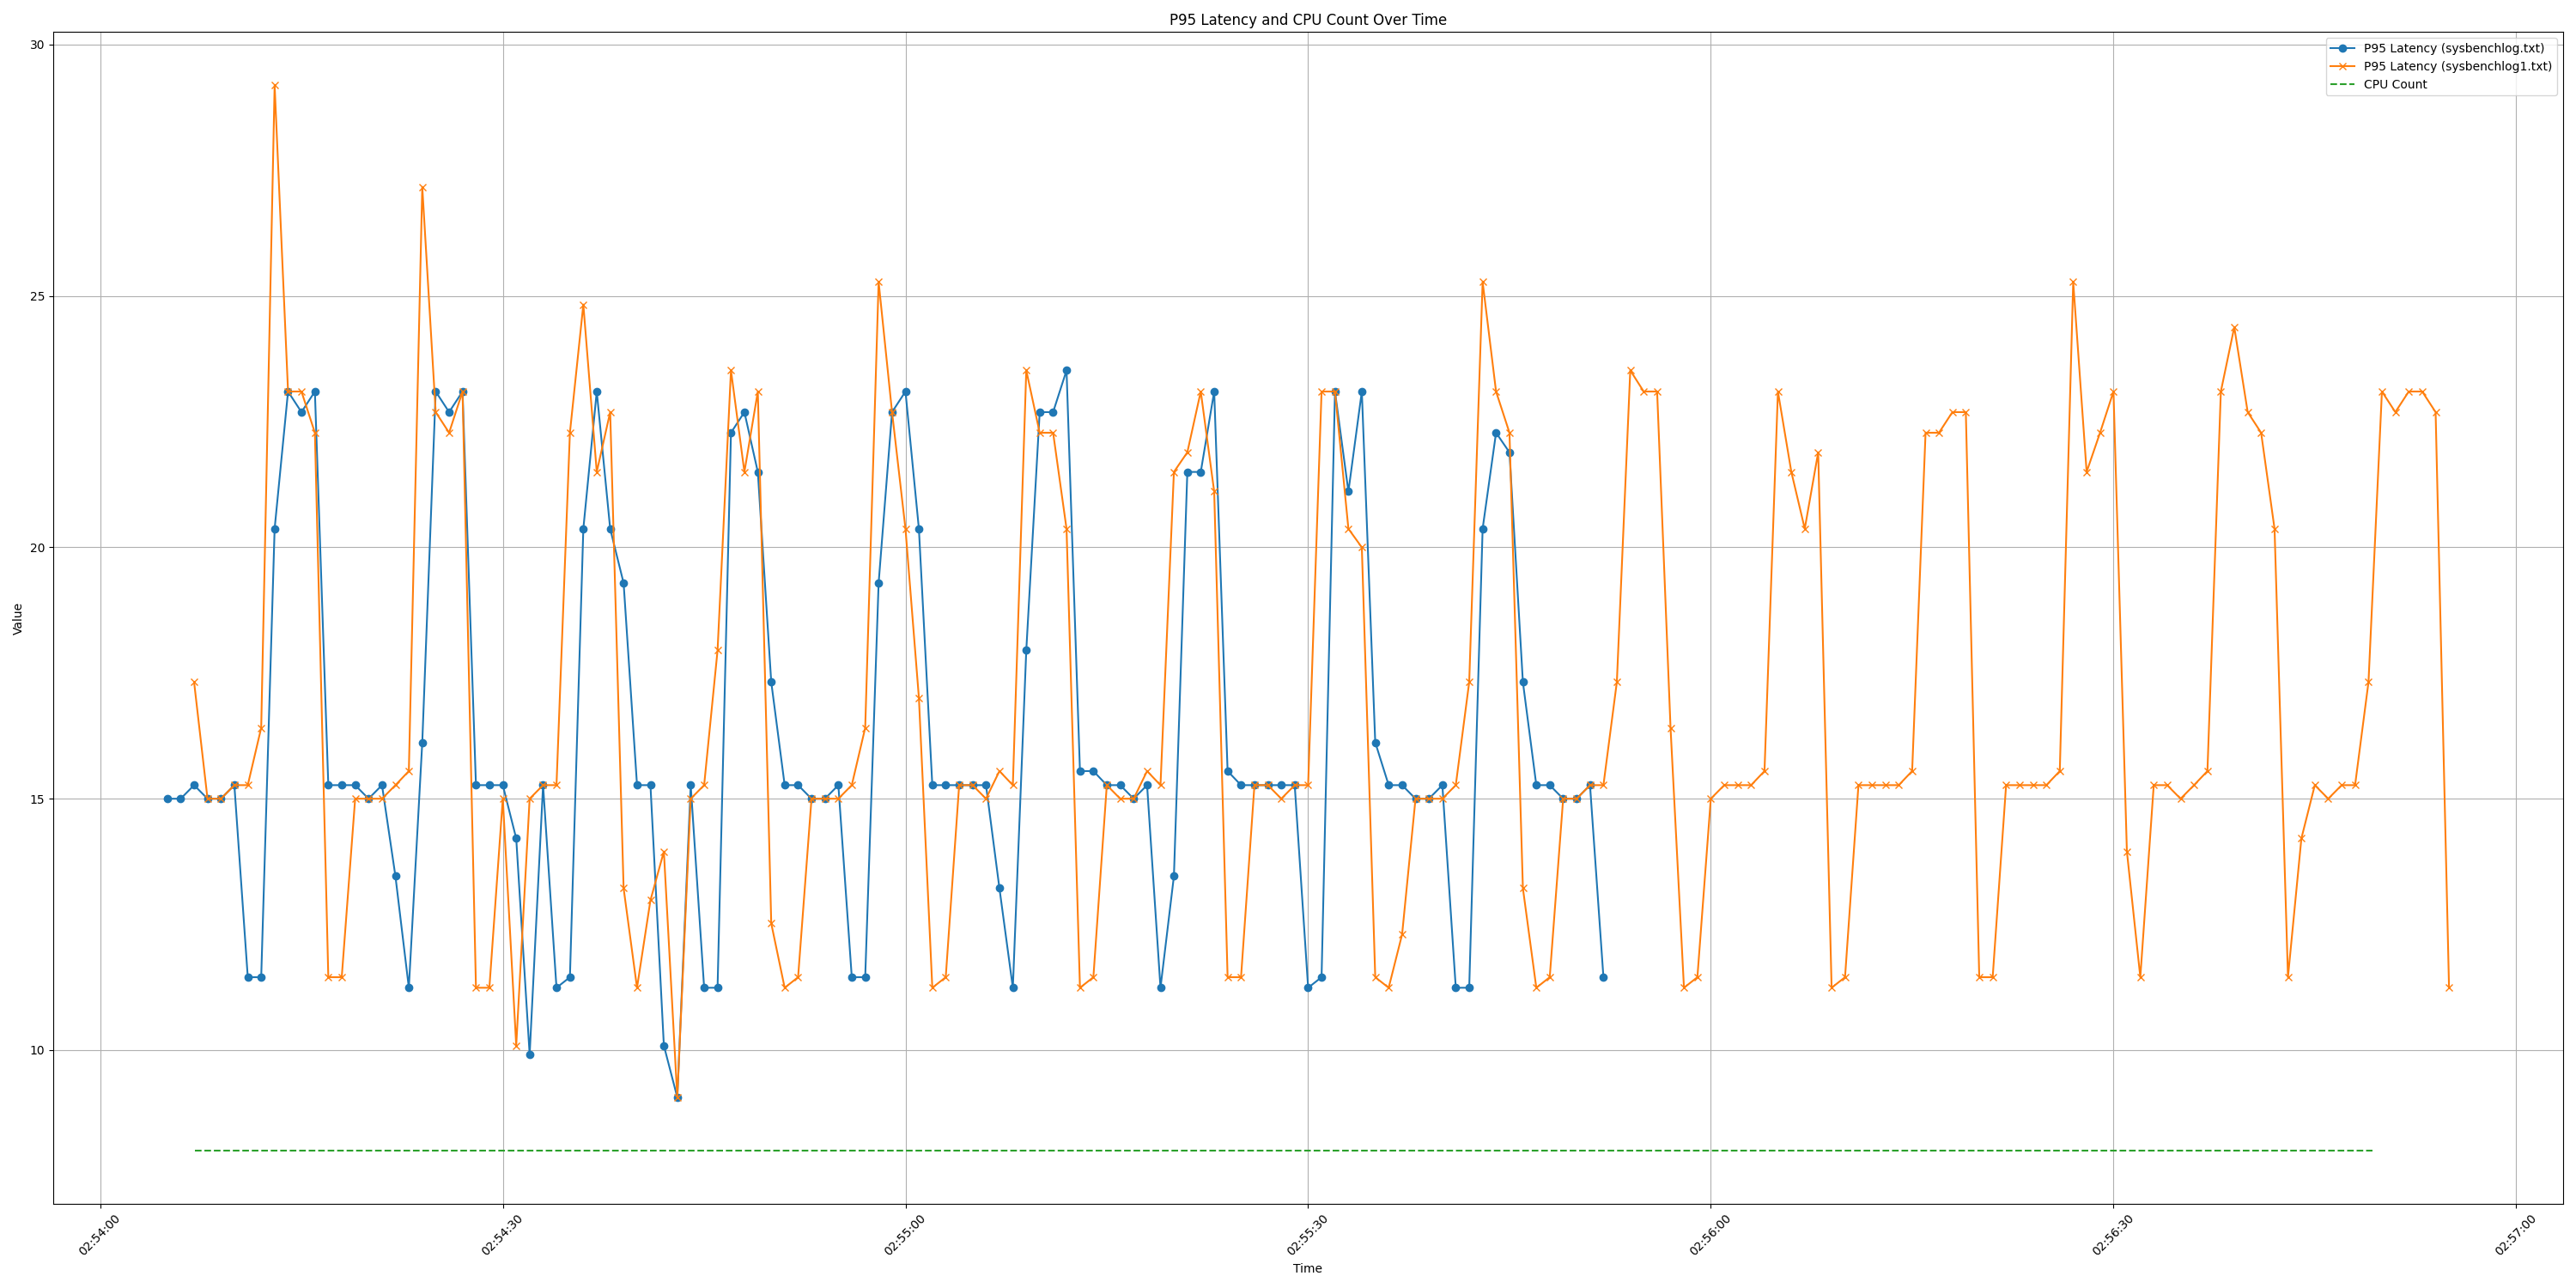 P95 Latency and CPU Count Over Time
P95 Latency (sysbenchlog.txt)
P95 Latency (sysbenchlog1.txt)
CPU Count
30
25
20
15
10
Value
02:54:00
02:54:30
02:55:00
02:55:30
02:56:00
02:56:30
02:57:00
Time